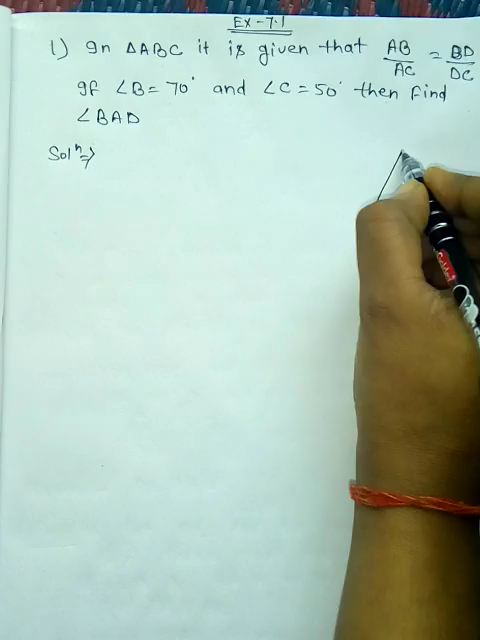 Ex - 7.1
1) In ΔABC it is given that AB/AC = BD/DC
If ∠B = 70° and ∠C = 50° then find
∠BAD
Solⁿ ⇒